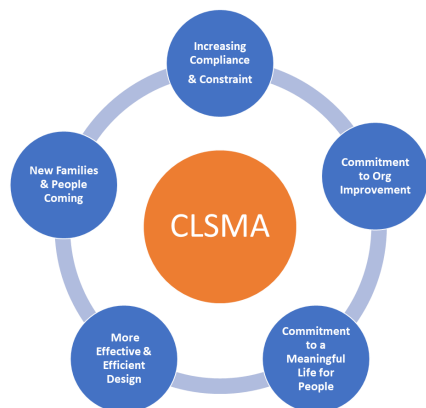 Increasing
Compliance
& Constraint
Commitment
to Org
Improvement
Commitment
to a
Meaningful
Life for
People
More
Effective &
Efficient
Design
New Families
& People
Coming
CLSMA